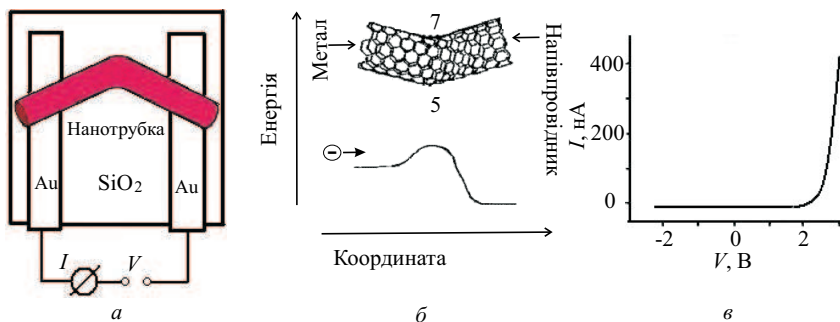 Нанотрубка
Au
SiO2
Au
I
V
а
Енергія
Метал
7
5
Напівпровідник
Координата
б
I, нА
400
200
0
-2
0
2
V, В
в